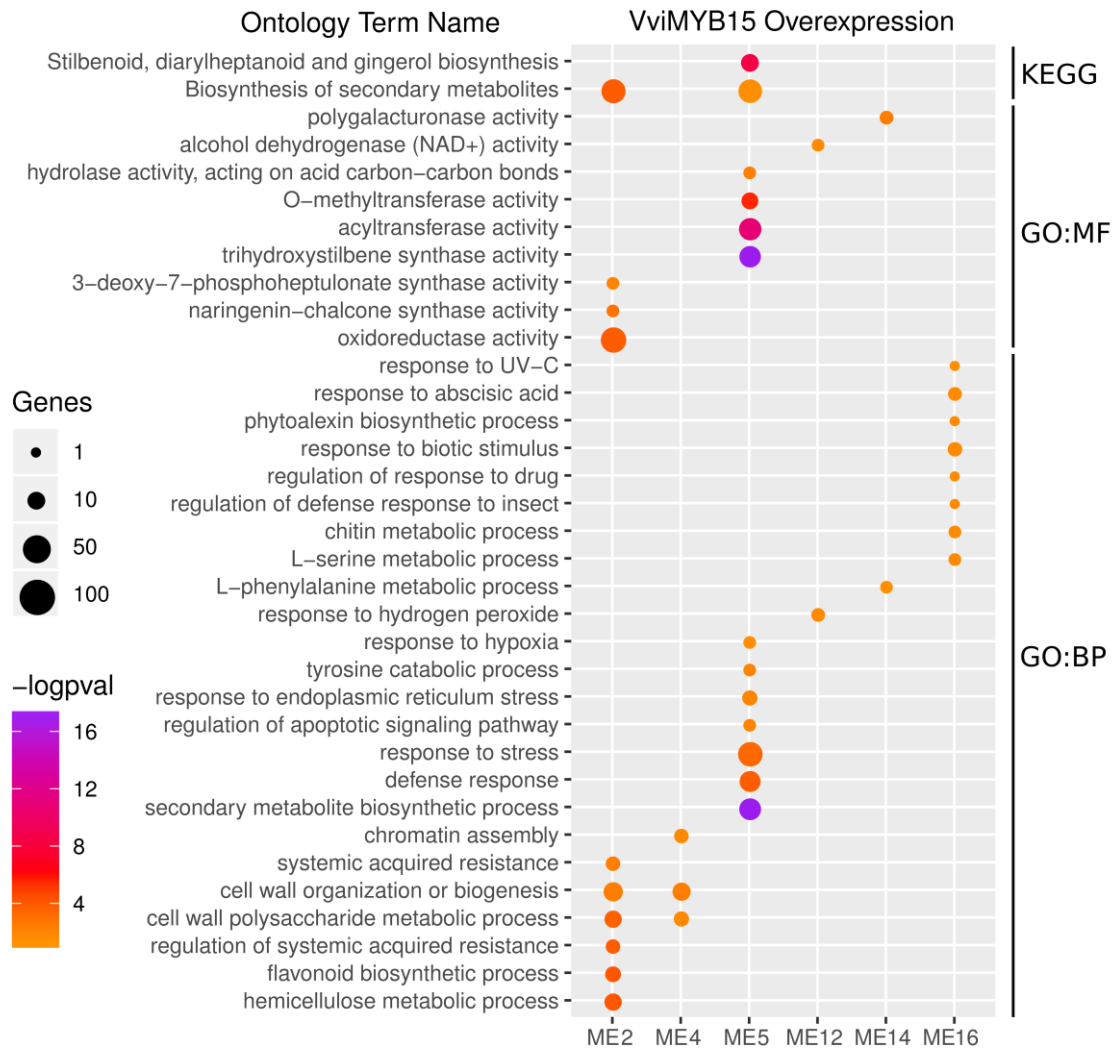 Ontology Term Name
VviMYB15 Overexpression
Stilbenoid, diarylheptanoid and gingerol biosynthesis
Biosynthesis of secondary metabolites
KEGG
polygalacturonase activity
alcohol dehydrogenase (NAD+) activity
hydrolase activity, acting on acid carbon−carbon bonds
O−methyltransferase activity
acyltransferase activity
trihydroxystilbene synthase activity
3−deoxy−7−phosphoheptulonate synthase activity
naringenin−chalcone synthase activity
oxidoreductase activity
GO:MF
response to UV−C
response to abscisic acid
phytoalexin biosynthetic process
response to biotic stimulus
regulation of response to drug
regulation of defense response to insect
chitin metabolic process
L−serine metabolic process
L−phenylalanine metabolic process
response to hydrogen peroxide
response to hypoxia
tyrosine catabolic process
response to endoplasmic reticulum stress
regulation of apoptotic signaling pathway
response to stress
defense response
secondary metabolite biosynthetic process
chromatin assembly
systemic acquired resistance
cell wall organization or biogenesis
cell wall polysaccharide metabolic process
regulation of systemic acquired resistance
flavonoid biosynthetic process
hemicellulose metabolic process
GO:BP
Genes
1
10
50
100
−logpval
16
12
8
4
ME2 ME4 ME5 ME12 ME14 ME16